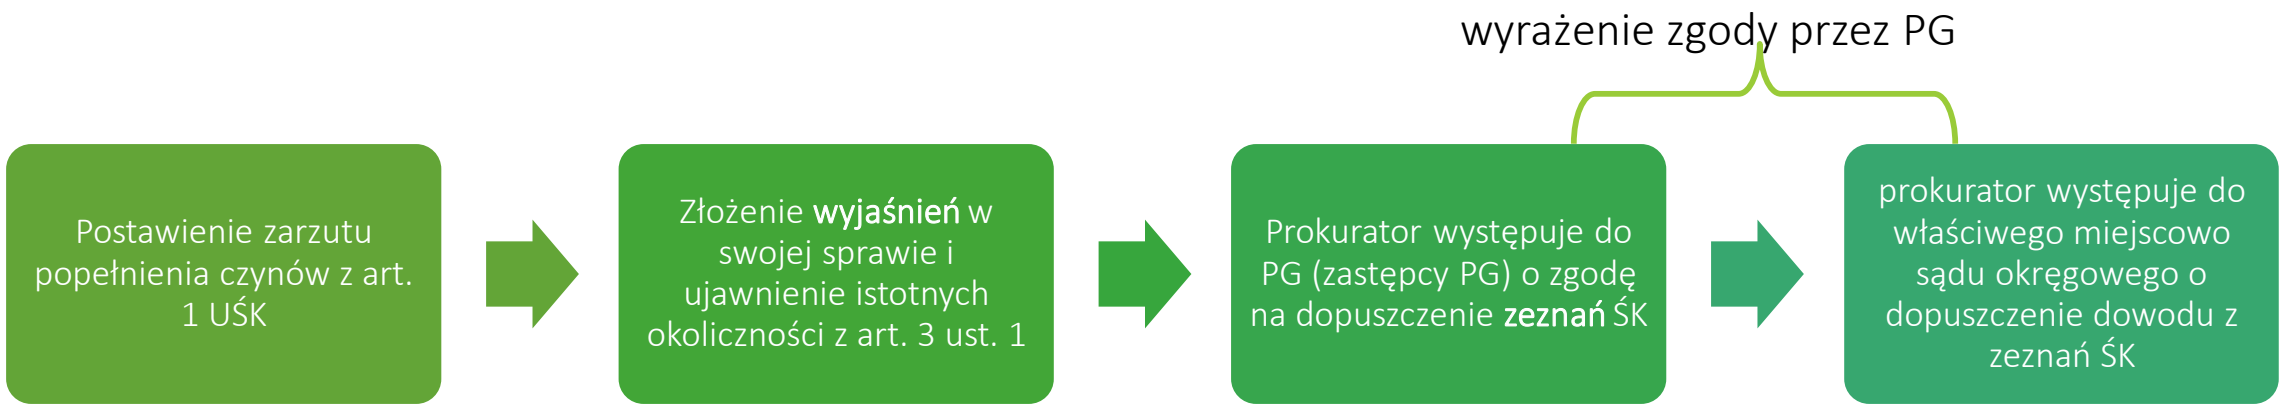 wyrażenie zgody przez PG
Postawienie zarzutu
popełnienia czynów z art.
1 UŚK
Złożenie wyjaśnień w
swojej sprawie i
ujawnienie istotnych
okoliczności z art. 3 ust. 1
Prokurator występuje do
PG (zastępcy PG) o zgodę
na dopuszczenie zeznań ŚK
prokurator występuje do
właściwego miejscowo
sądu okręgowego o
dopuszczenie dowodu z
zeznań ŚK